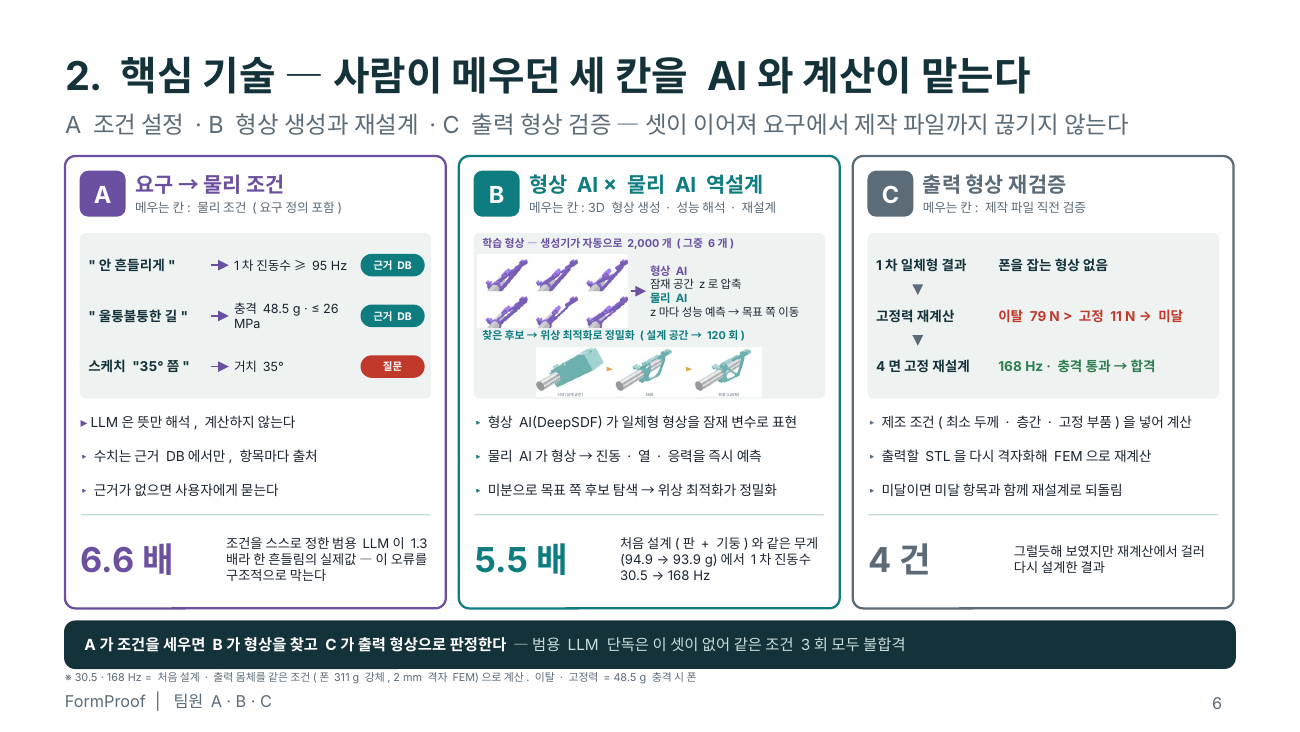 2. 핵심 기술 — 사람이 메우던 세 칸을 AI 와 계산이 맡는다
A 조건 설정 · B 형상 생성과 재설계 · C 출력 형상 검증 — 셋이 이어져 요구에서 제작 파일까지 끊기지 않는다
A
요구 → 물리 조건
메우는 칸 : 물리 조건 ( 요구 정의 포함 )
" 안 흔들리게 "
1 차 진동수 ≥ 95 Hz
근거 DB
" 울퉁불퉁한 길 "
충격 48.5 g · ≤ 26
MPa
근거 DB
스케치 "35° 쯤 "
거치 35°
질문
▸ LLM 은 뜻만 해석 , 계산하지 않는다
▸ 수치는 근거 DB 에서만 , 항목마다 출처
▸ 근거가 없으면 사용자에게 묻는다
6.6 배
조건을 스스로 정한 범용 LLM 이 1.3
배라 한 흔들림의 실제값 — 이 오류를
구조적으로 막는다
B
형상 AI × 물리 AI 역설계
메우는 칸 : 3D 형상 생성 · 성능 해석 · 재설계
학습 형상 — 생성기가 자동으로 2,000 개 ( 그중 6 개 )
형상 AI
잠재 공간 z 로 압축
물리 AI
z 마다 성능 예측 → 목표 쪽 이동
찾은 후보 → 위상 최적화로 정밀화 ( 설계 공간 → 120 회 )
▸ 형상 AI(DeepSDF) 가 일체형 형상을 잠재 변수로 표현
▸ 물리 AI 가 형상 → 진동 · 열 · 응력을 즉시 예측
▸ 미분으로 목표 쪽 후보 탐색 → 위상 최적화가 정밀화
5.5 배
처음 설계 ( 판 + 기둥 ) 와 같은 무게
(94.9 → 93.9 g) 에서 1 차 진동수
30.5 → 168 Hz
C
출력 형상 재검증
메우는 칸 : 제작 파일 직전 검증
1 차 일체형 결과
폰을 잡는 형상 없음
▼
고정력 재계산
이탈 79 N > 고정 11 N → 미달
▼
4 면 고정 재설계
168 Hz · 충격 통과 → 합격
▸ 제조 조건 ( 최소 두께 · 층간 · 고정 부품 ) 을 넣어 계산
▸ 출력할 STL 을 다시 격자화해 FEM 으로 재계산
▸ 미달이면 미달 항목과 함께 재설계로 되돌림
4 건
그럴듯해 보였지만 재계산에서 걸러
다시 설계한 결과
A 가 조건을 세우면 B 가 형상을 찾고 C 가 출력 형상으로 판정한다 — 범용 LLM 단독은 이 셋이 없어 같은 조건 3 회 모두 불합격
※ 30.5 · 168 Hz = 처음 설계 · 출력 몸체를 같은 조건 ( 폰 311 g 강체 , 2 mm 격자 FEM) 으로 계산 . 이탈 · 고정력 = 48.5 g 충격 시 폰
FormProof | 팀원 A · B · C
6